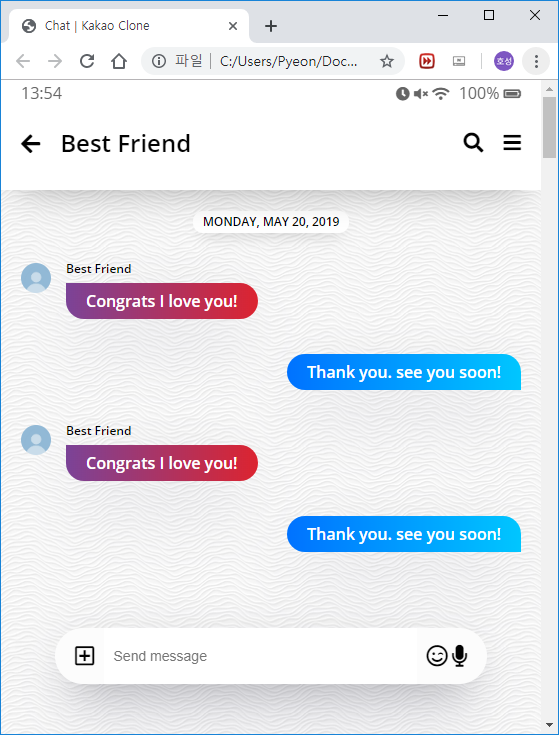 Chat | Kakao Clone
파일 | C:/Users/Pyeon/Doc...
호성
13:54
100%
Best Friend
MONDAY, MAY 20, 2019
Best Friend
Congrats I love you!
Thank you. see you soon!
Best Friend
Congrats I love you!
Thank you. see you soon!
Send message